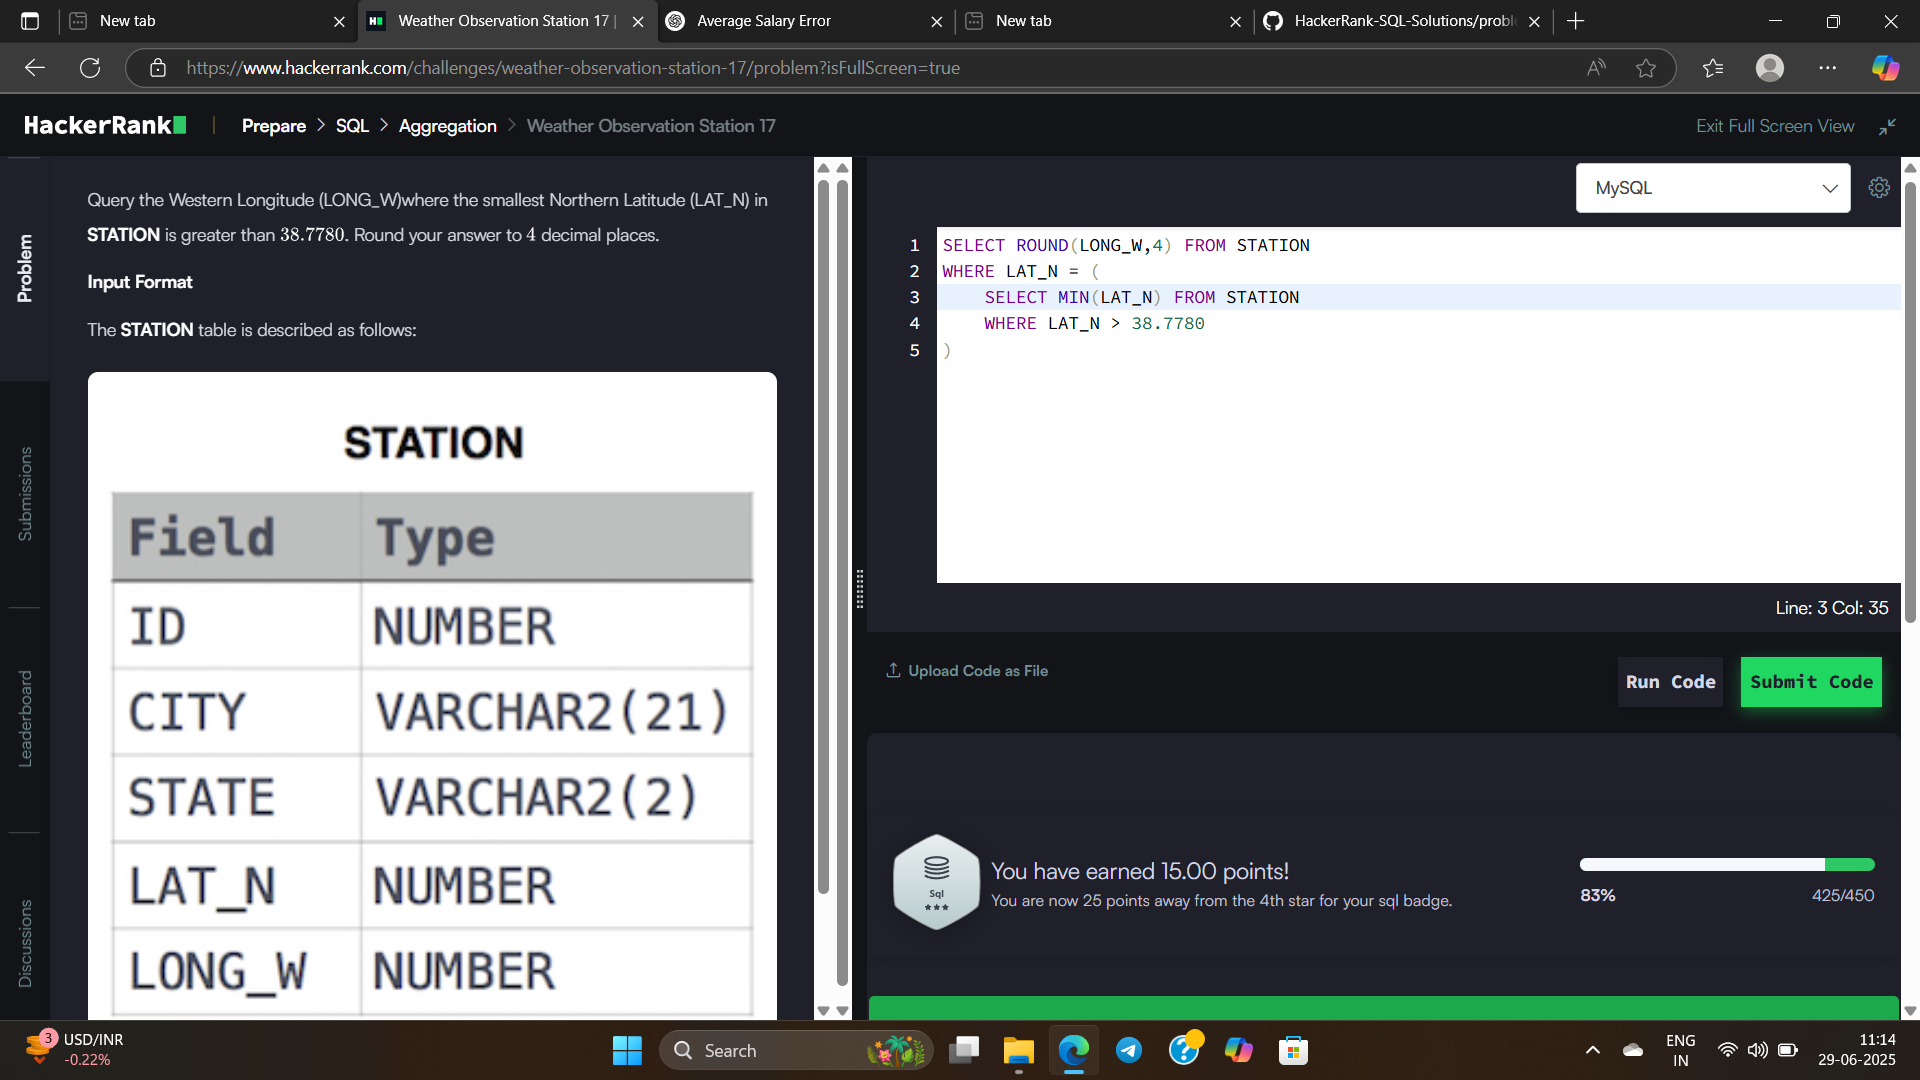 New tab
Weather Observation Station 17 |
Average Salary Error
New tab
HackerRank-SQL-Solutions/probl
https://www.hackerrank.com/challenges/weather-observation-station-17/problem?isFullScreen=true
HackerRank
Prepare > SQL > Aggregation > Weather Observation Station 17
Exit Full Screen View
Problem
Submissions
Leaderboard
Discussions
Query the Western Longitude (LONG_W)where the smallest Northern Latitude (LAT_N) in
STATION is greater than 38.7780. Round your answer to 4 decimal places.
Input Format
The STATION table is described as follows:
STATION
Field Type
ID NUMBER
CITY VARCHAR2(21)
STATE VARCHAR2(2)
LAT_N NUMBER
LONG_W NUMBER
MySQL
1 SELECT ROUND(LONG_W,4) FROM STATION
2 WHERE LAT_N = (
3 SELECT MIN(LAT_N) FROM STATION
4 WHERE LAT_N > 38.7780
5 )
Line: 3 Col: 35
Upload Code as File
Run Code
Submit Code
Sql
You have earned 15.00 points!
You are now 25 points away from the 4th star for your sql badge.
83%
425/450
3
USD/INR
-0.22%
Search
ENG
IN
11:14
29-06-2025